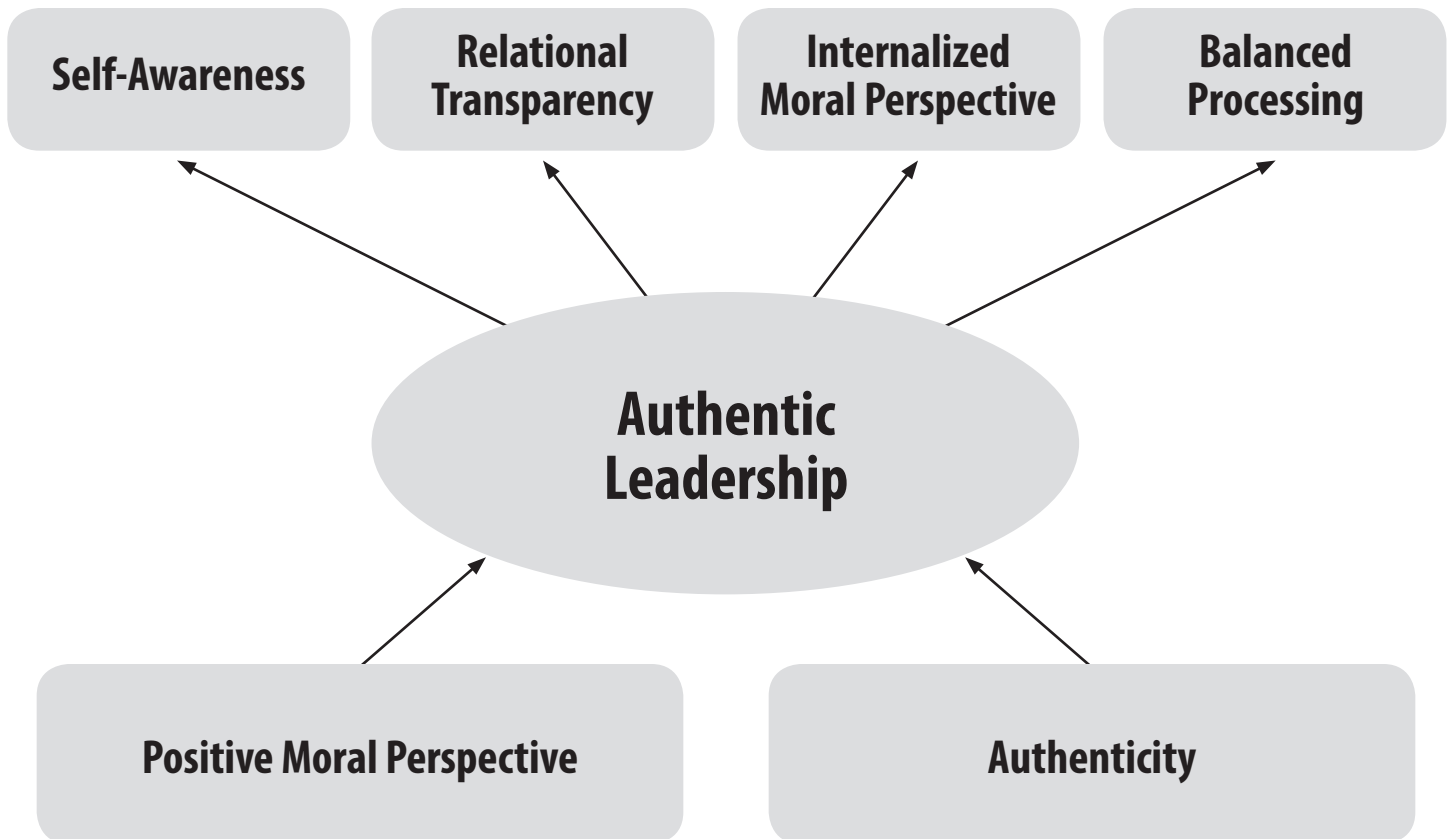 Self-Awareness
Relational
Transparency
Internalized
Moral Perspective
Balanced
Processing
Authentic
Leadership
Positive Moral Perspective
Authenticity